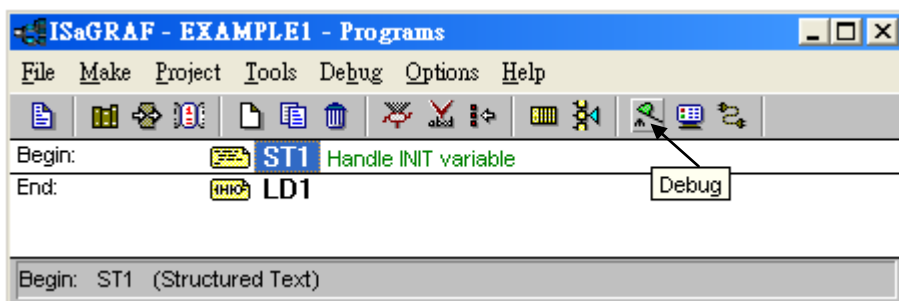 ISaGRAF - EXAMPLE1 - Programs
File Make Project Tools Debug Options Help
Begin: ST1 Handle INIT variable
End: LD1
Debug
Begin: ST1 (Structured Text)